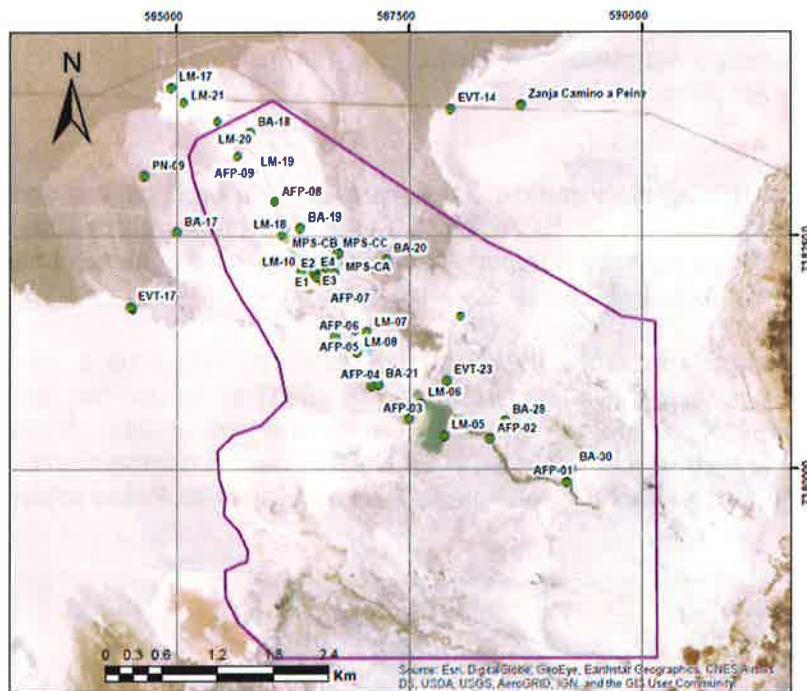 565000 567500 590000
N
LM-17
LM-21
EVT-14
Zanja Camino a Peine
BA-18
LM-20
LM-19
PN-09
AFP-09
AFP-08
BA-17
LM-18
BA-19
MPS-CB
MPS-CC
BA-20
LM-10
E2
E4
MPS-CA
E1
E3
EVT-17
AFP-07
AFP-06
LM-07
AFP-05
LM-08
AFP-04
BA-21
EVT-23
LM-06
AFP-03
BA-28
LM-05
AFP-02
BA-30
AFP-01
0 0.3 0.6 1.2 1.8 2.4
Km
Source: Esri, DigitalGlobe, GeoEye, Earthstar Geographics, CNES/Airbus
DS, USDA, USGS, AeroGRID, IGN, and the GIS User Community